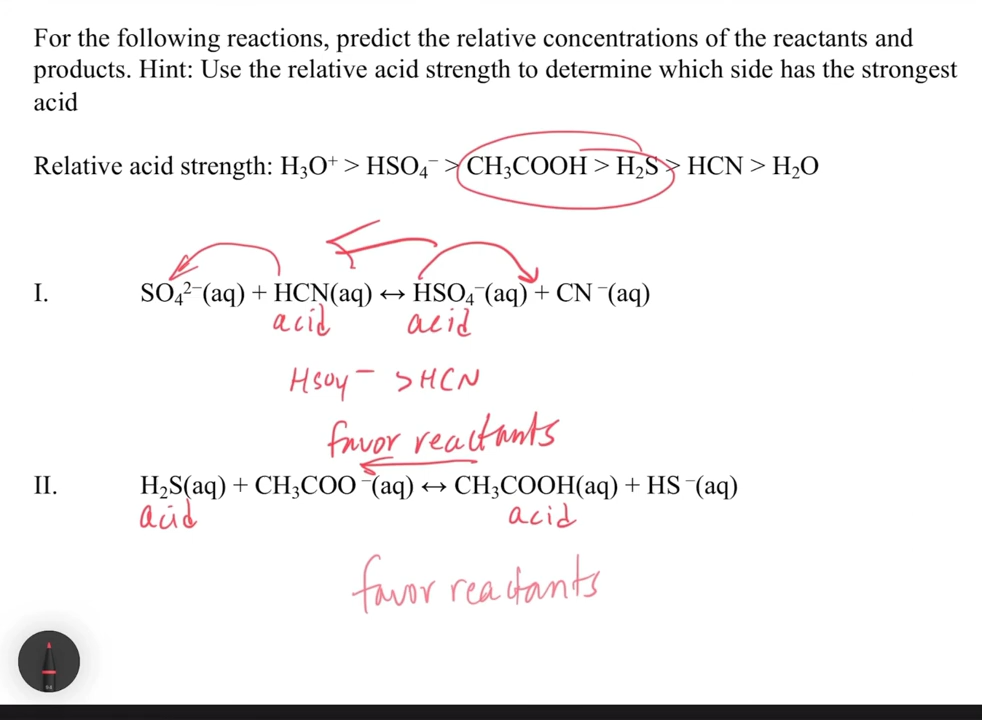 For the following reactions, predict the relative concentrations of the reactants and
products. Hint: Use the relative acid strength to determine which side has the strongest
acid
Relative acid strength: H₃O⁺ > HSO₄⁻ > CH₃COOH > H₂S > HCN > H₂O
I. SO₄²⁻(aq) + HCN(aq) ↔ HSO₄⁻(aq) + CN⁻(aq)
acid acid
HSO4⁻ > HCN
favor reactants
II. H₂S(aq) + CH₃COO⁻(aq) ↔ CH₃COOH(aq) + HS⁻(aq)
acid acid
favor reactants